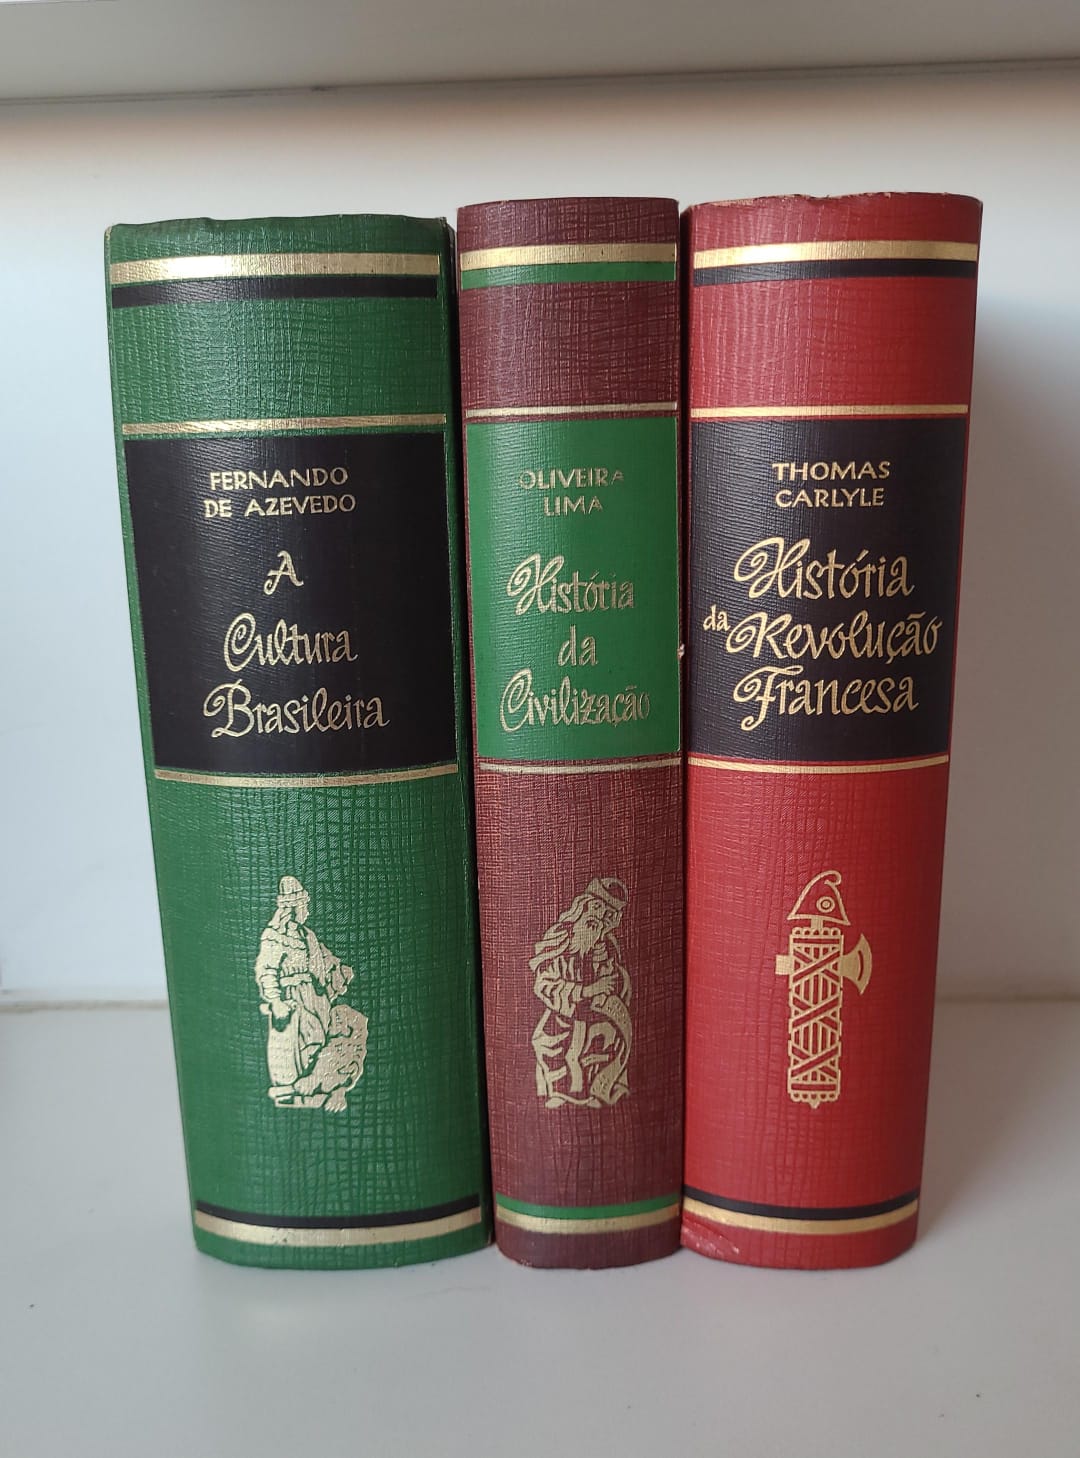 FERNANDO
DE AZEVEDO
A
Cultura
Brasileira
OLIVEIRA
LIMA
História
da
Civilização
THOMAS
CARLYLE
História
da Revolução
Francesa